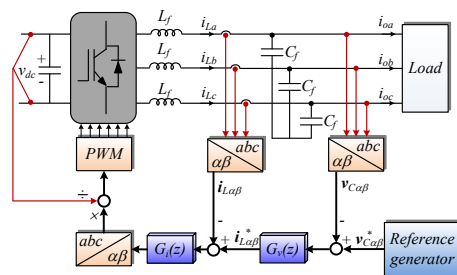 L_f i_La i_oa
C_f
v_dc + - L_f i_Lb C_f i_ob Load
L_f i_Lc C_f i_oc
PWM abc αβ abc αβ
÷ i_Lαβ v_Cαβ
×
- -
abc αβ G_i(z) + i*_Lαβ G_v(z) + v*_Cαβ Reference
generator